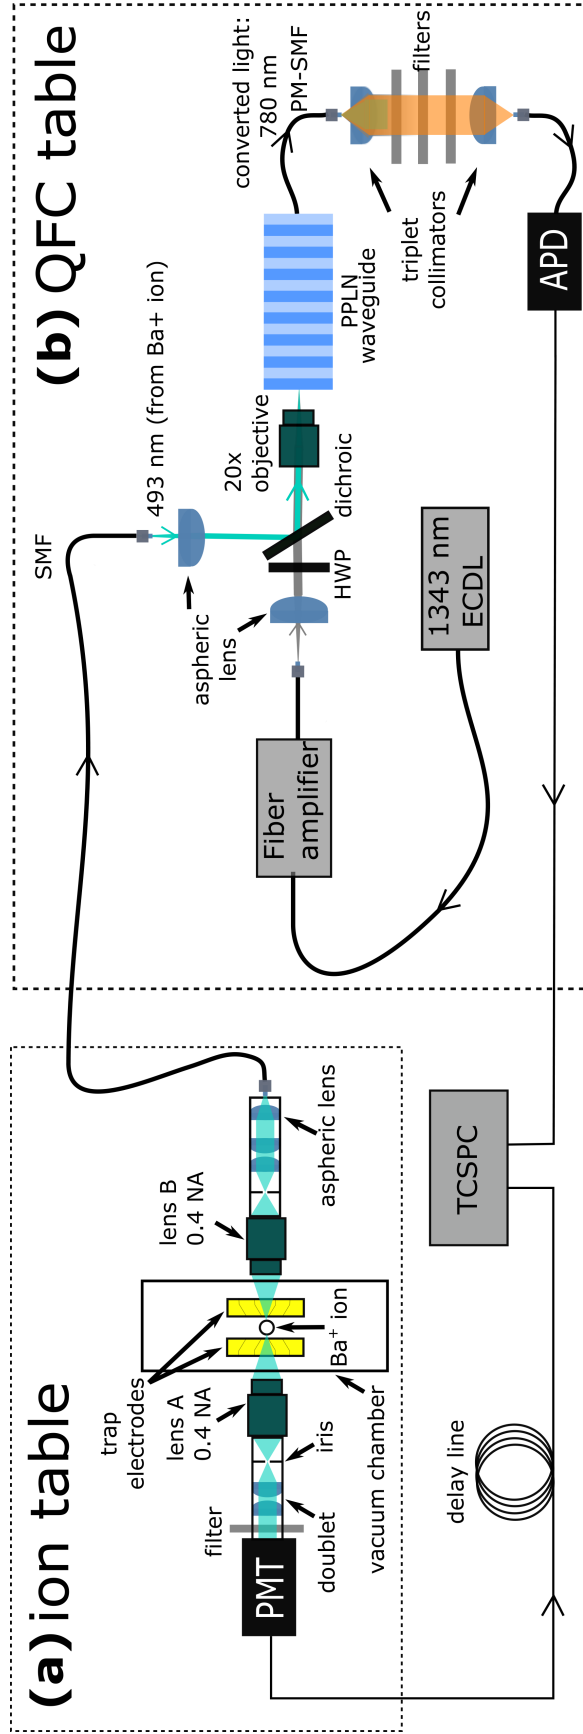 (a) ion table
PMT
filter
doublet
iris
lens A
0.4 NA
trap
electrodes
vacuum chamber
Ba+ ion
lens B
0.4 NA
aspheric lens
delay line
TCSPC
(b) QFC table
SMF
493 nm (from Ba+ ion)
aspheric
lens
Fiber
amplifier
HWP
dichroic
20x
objective
PPLN
waveguide
1343 nm
ECDL
converted light:
780 nm
PM-SMF
triplet
collimators
filters
APD